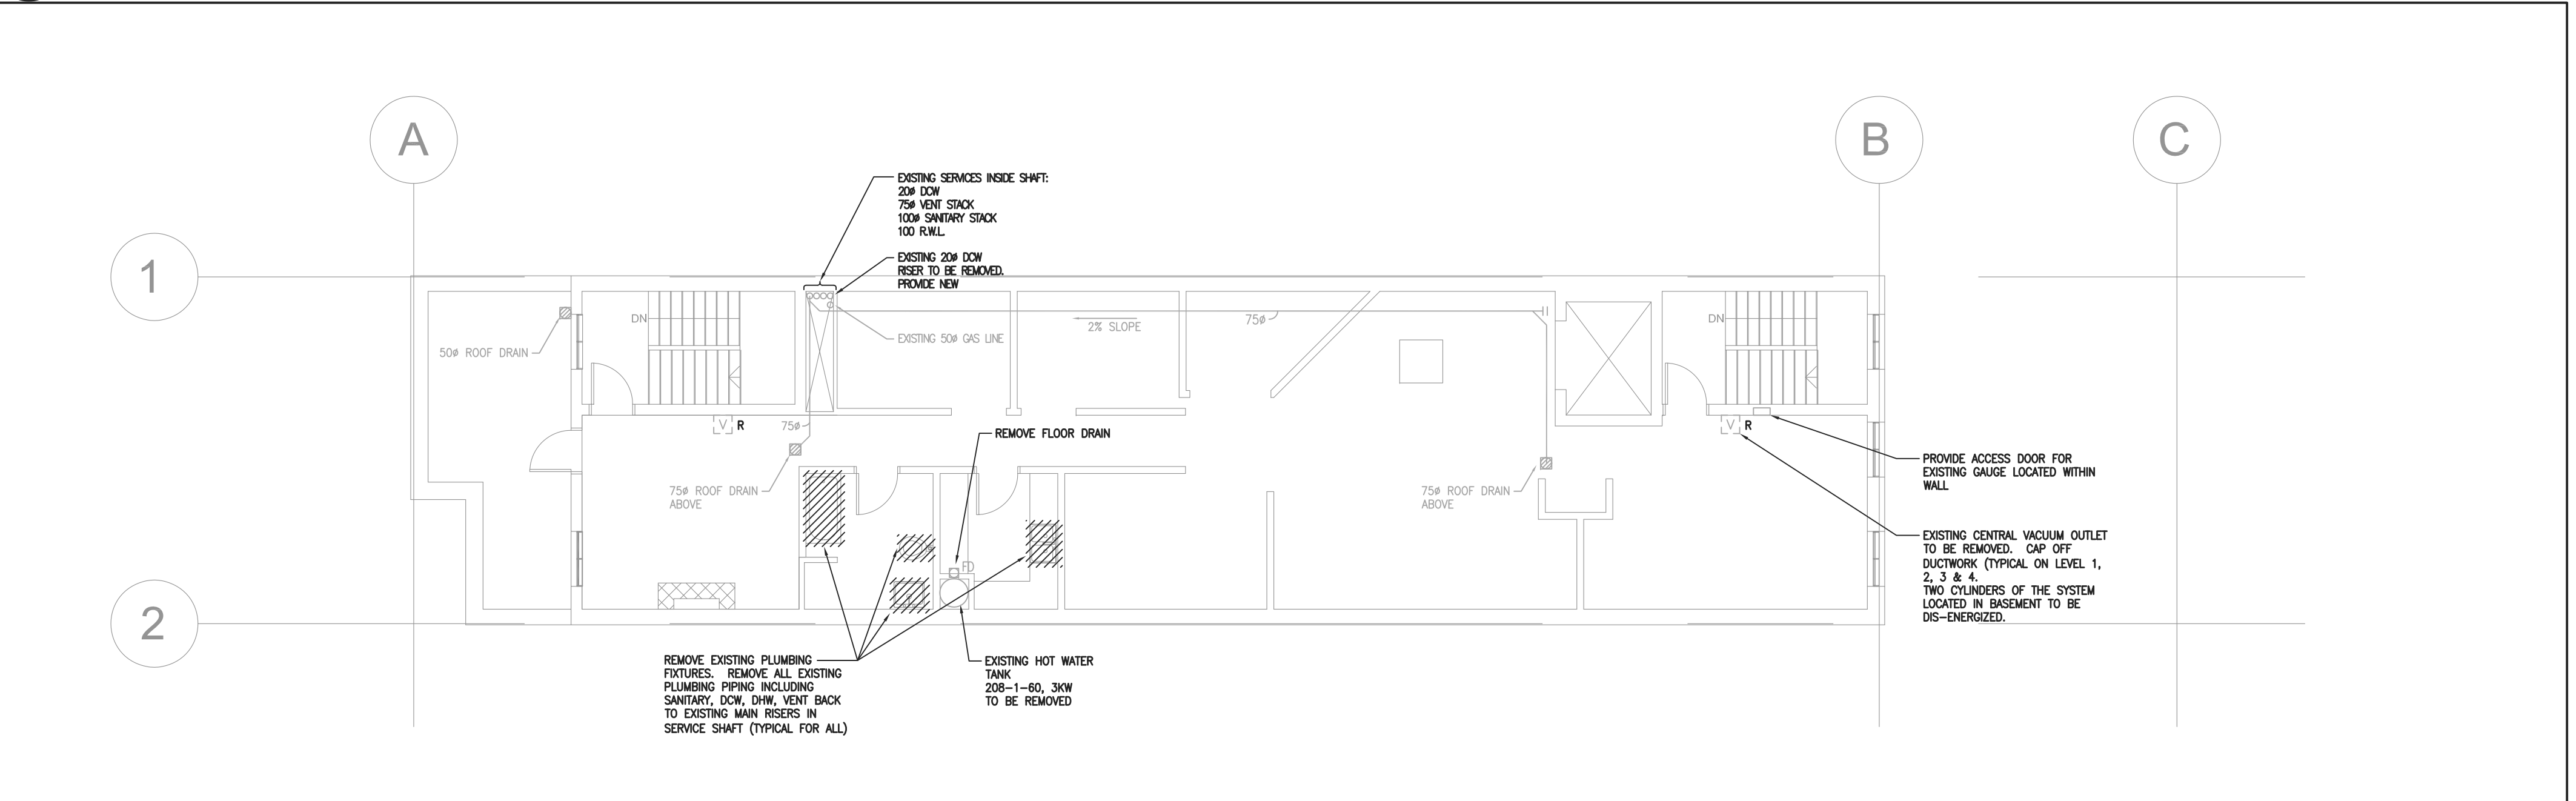 A
B
C
EXISTING SERVICES INSIDE SHAFT:
20ø DCW
75ø VENT STACK
100ø SANITARY STACK
100 R.W.L.
EXISTING 20ø DCW
RISER TO BE REMOVED.
PROVIDE NEW
1
DN
50ø ROOF DRAIN
EXISTING 50ø GAS LINE
2% SLOPE
75ø
DN
V R
75ø
REMOVE FLOOR DRAIN
V R
75ø ROOF DRAIN
ABOVE
75ø ROOF DRAIN
ABOVE
PROVIDE ACCESS DOOR FOR
EXISTING GAUGE LOCATED WITHIN
WALL
EXISTING CENTRAL VACUUM OUTLET
TO BE REMOVED. CAP OFF
DUCTWORK (TYPICAL ON LEVEL 1,
2, 3 & 4.
TWO CYLINDERS OF THE SYSTEM
LOCATED IN BASEMENT TO BE
DIS-ENERGIZED.
FD
2
REMOVE EXISTING PLUMBING
FIXTURES. REMOVE ALL EXISTING
PLUMBING PIPING INCLUDING
SANITARY, DCW, DHW, VENT BACK
TO EXISTING MAIN RISERS IN
SERVICE SHAFT (TYPICAL FOR ALL)
EXISTING HOT WATER
TANK
208-1-60, 3KW
TO BE REMOVED